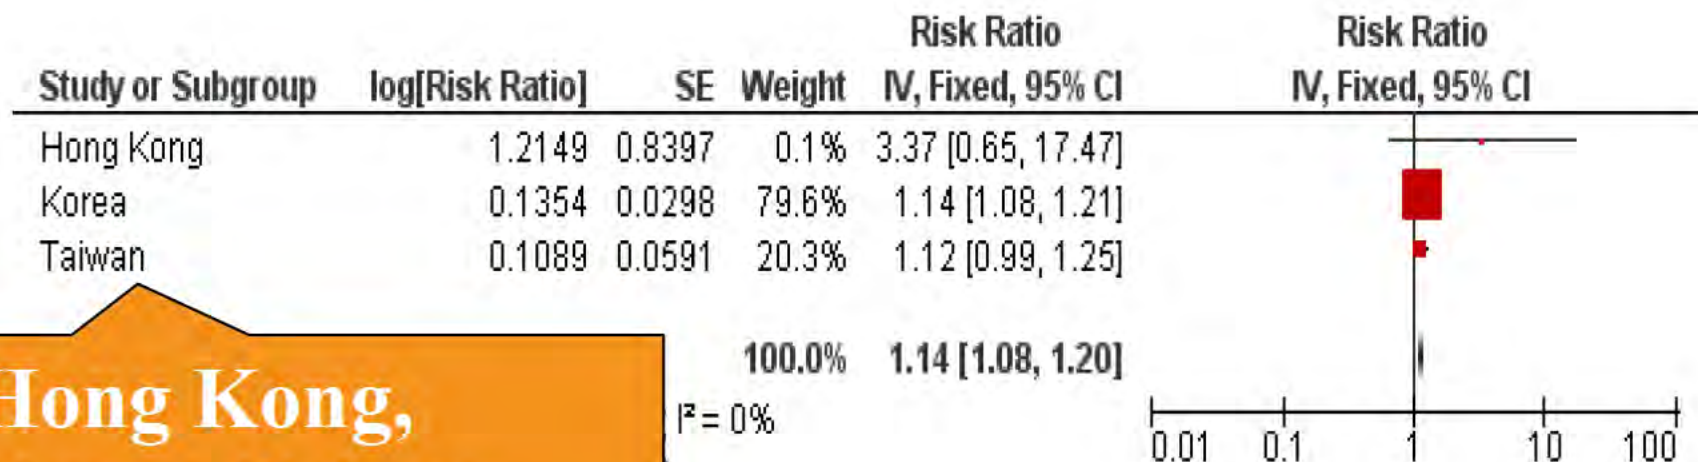 Risk Ratio Risk Ratio
Study or Subgroup log[Risk Ratio] SE Weight IV, Fixed, 95% CI IV, Fixed, 95% CI
Hong Kong 1.2149 0.8397 0.1% 3.37 [0.65, 17.47]
Korea 0.1354 0.0298 79.6% 1.14 [1.08, 1.21]
Taiwan 0.1089 0.0591 20.3% 1.12 [0.99, 1.25]
100.0% 1.14 [1.08, 1.20]
Hong Kong,
I² = 0%
0.01 0.1 1 10 100